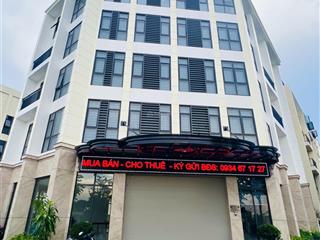 MUA BÁN - CHO THUÊ - KÝ GỬI BĐS: 0934 67 17 27